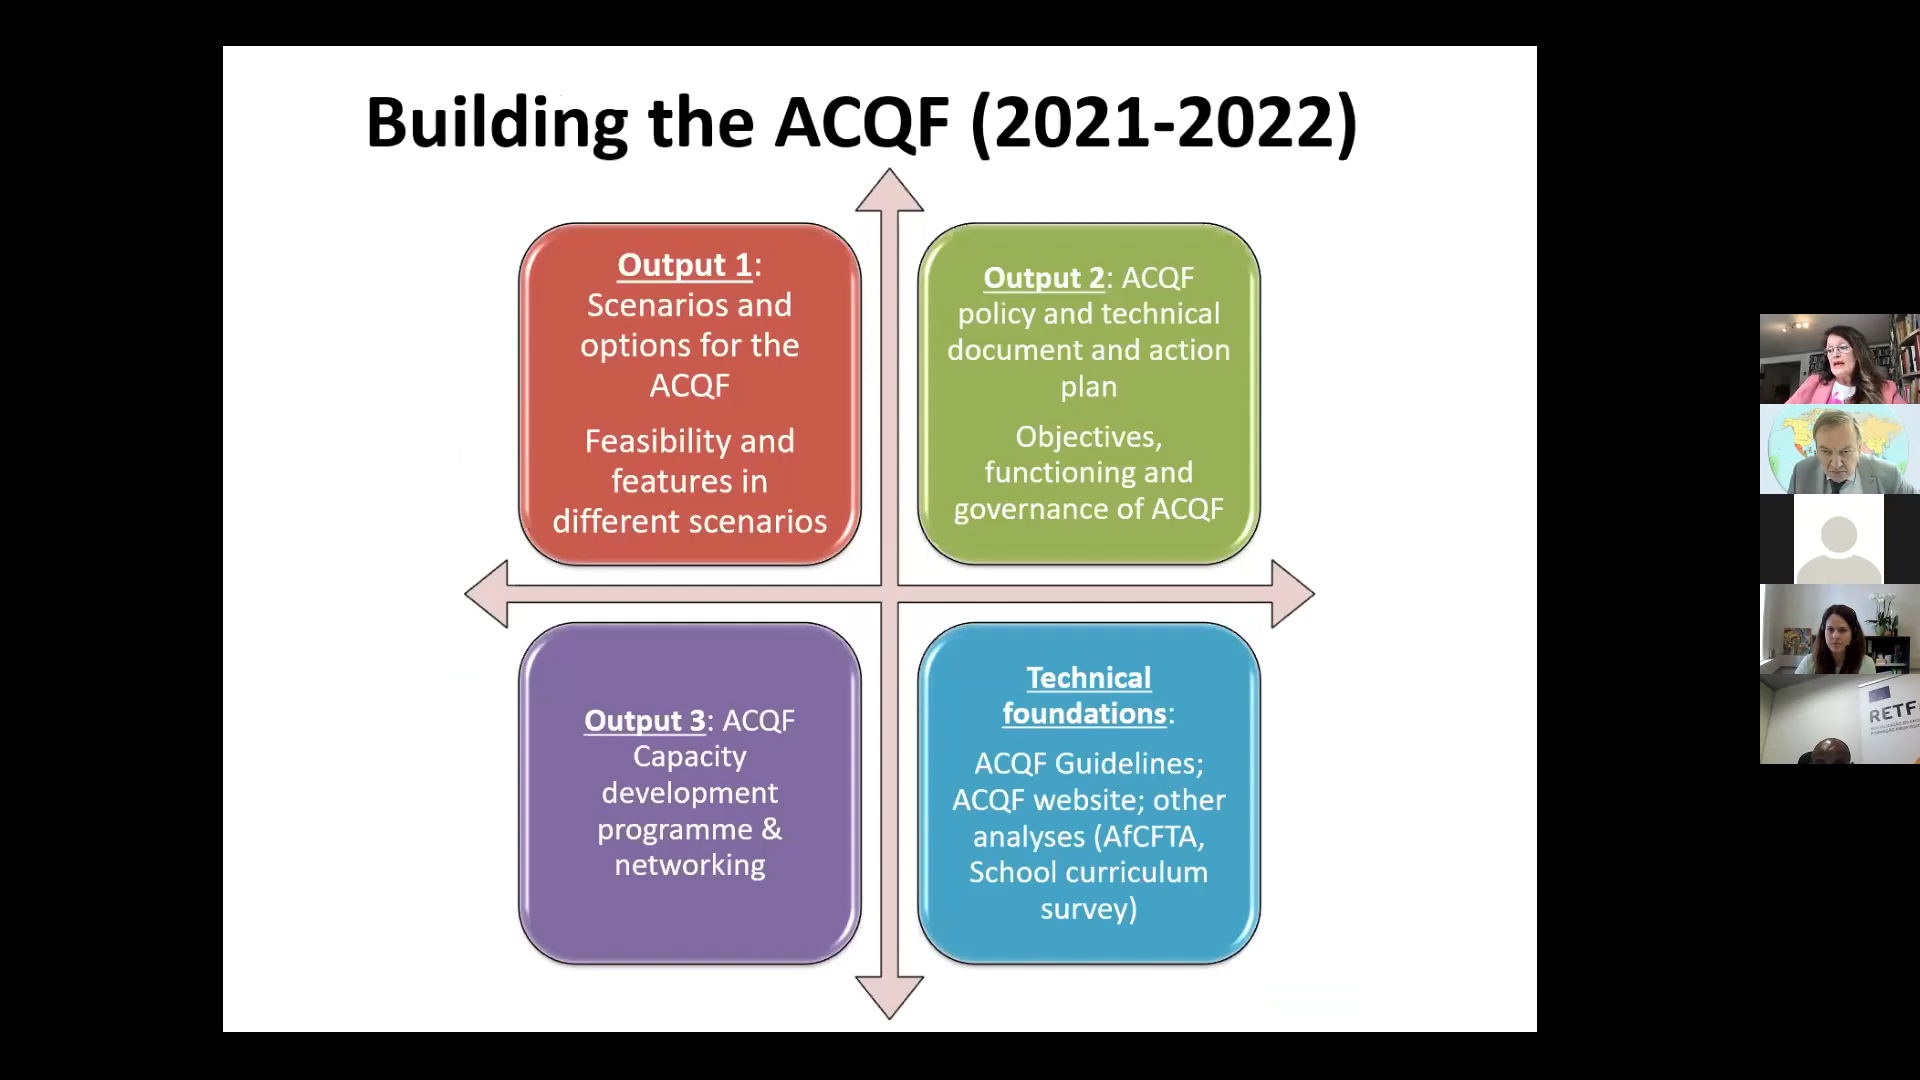 Building the ACQF (2021-2022)
Output 1:
Scenarios and
options for the
ACQF
Feasibility and
features in
different scenarios
Output 2: ACQF
policy and technical
document and action
plan
Objectives,
functioning and
governance of ACQF
Output 3: ACQF
Capacity
development
programme &
networking
Technical
foundations:
ACQF Guidelines;
ACQF website; other
analyses (AfCFTA,
School curriculum
survey)
RETF